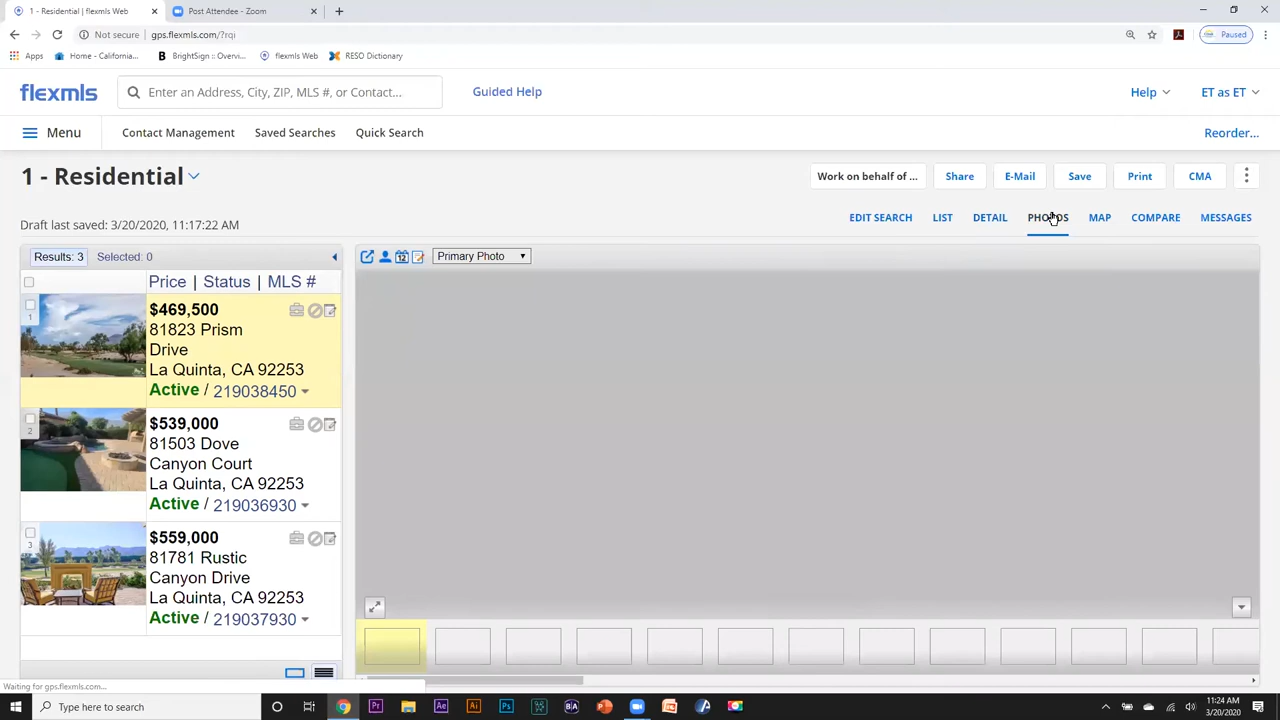 1 - Residential | flexmls Web
Post Attendee - Zoom
Not secure | gps.flexmls.com/?rqi
Paused
Apps
Home - California...
BrightSign :: Overvi...
flexmls Web
RESO Dictionary
flexmls
Enter an Address, City, ZIP, MLS #, or Contact...
Guided Help
Help
ET as ET
Menu
Contact Management
Saved Searches
Quick Search
Reorder...
1 - Residential
Work on behalf of ...
Share
E-Mail
Save
Print
CMA
Draft last saved: 3/20/2020, 11:17:22 AM
EDIT SEARCH
LIST
DETAIL
PHOTOS
MAP
COMPARE
MESSAGES
Results: 3
Selected: 0
12
Primary Photo
Price | Status | MLS #
1
$469,500
81823 Prism
Drive
La Quinta, CA 92253
Active / 219038450
2
$539,000
81503 Dove
Canyon Court
La Quinta, CA 92253
Active / 219036930
3
$559,000
81781 Rustic
Canyon Drive
La Quinta, CA 92253
Active / 219037930
Waiting for gps.flexmls.com...
Type here to search
Pr
Ae
Ai
Ps
B|A
11:24 AM
3/20/2020